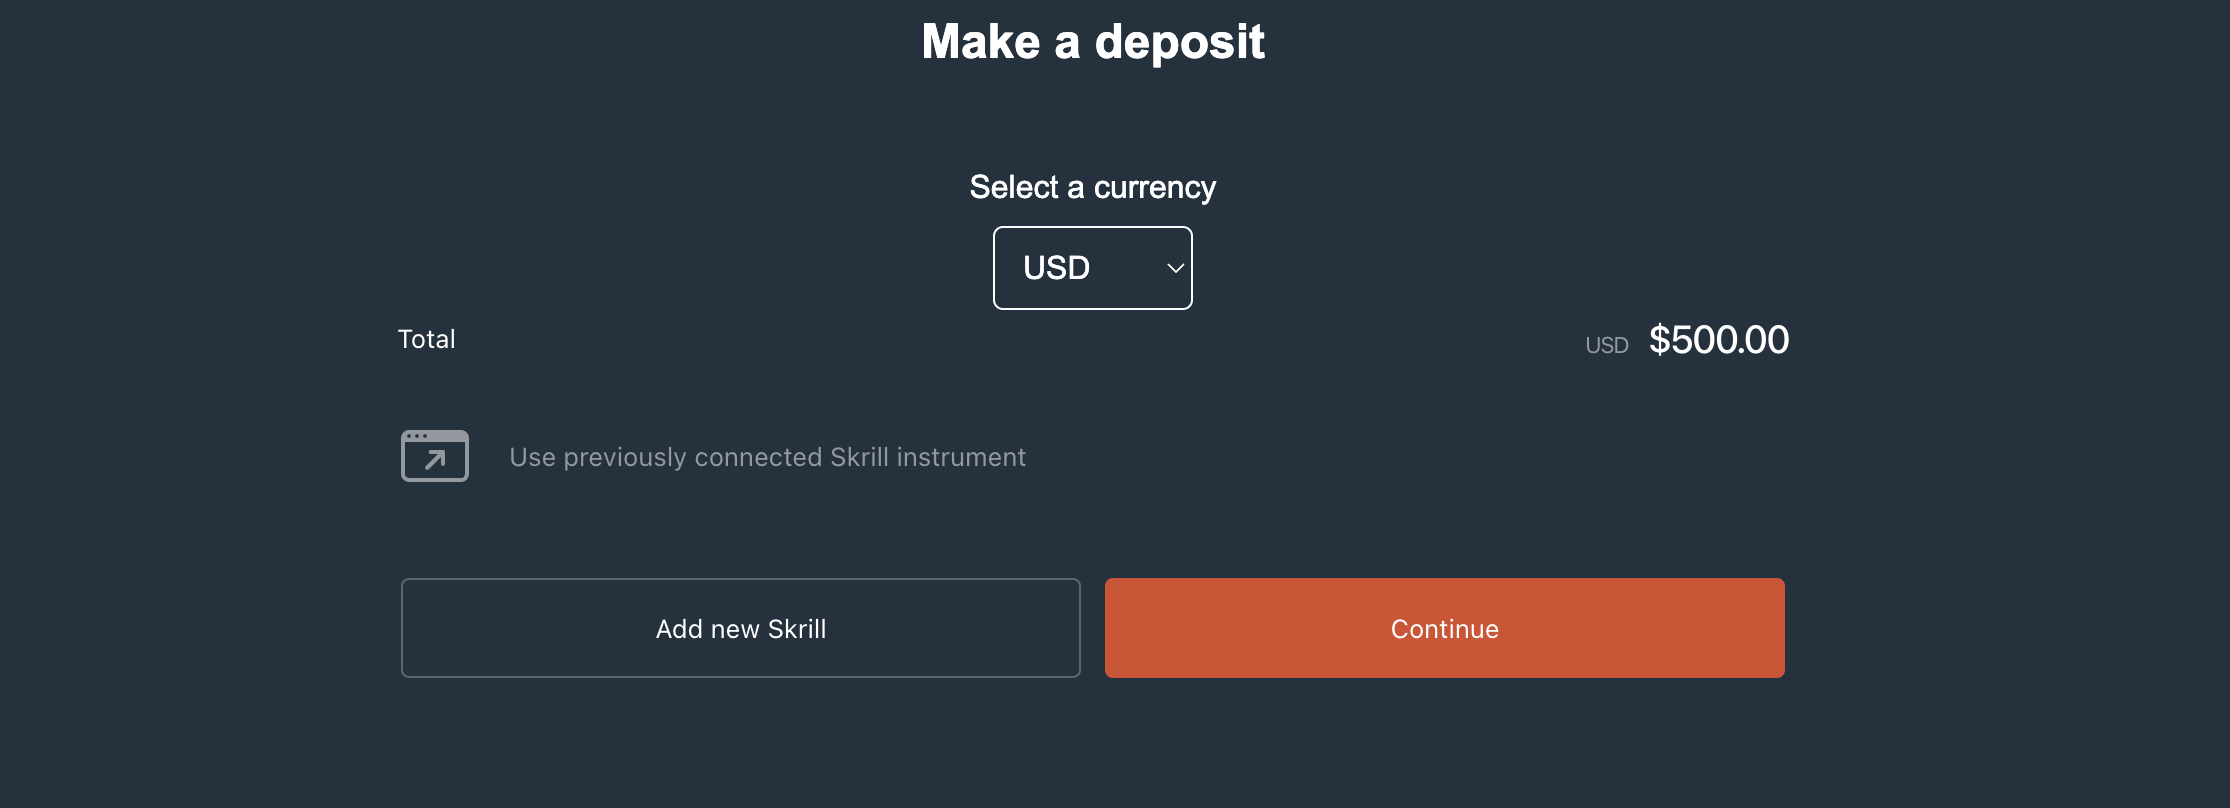 Make a deposit
Select a currency
USD
Total
USD $500.00
Use previously connected Skrill instrument
Add new Skrill
Continue